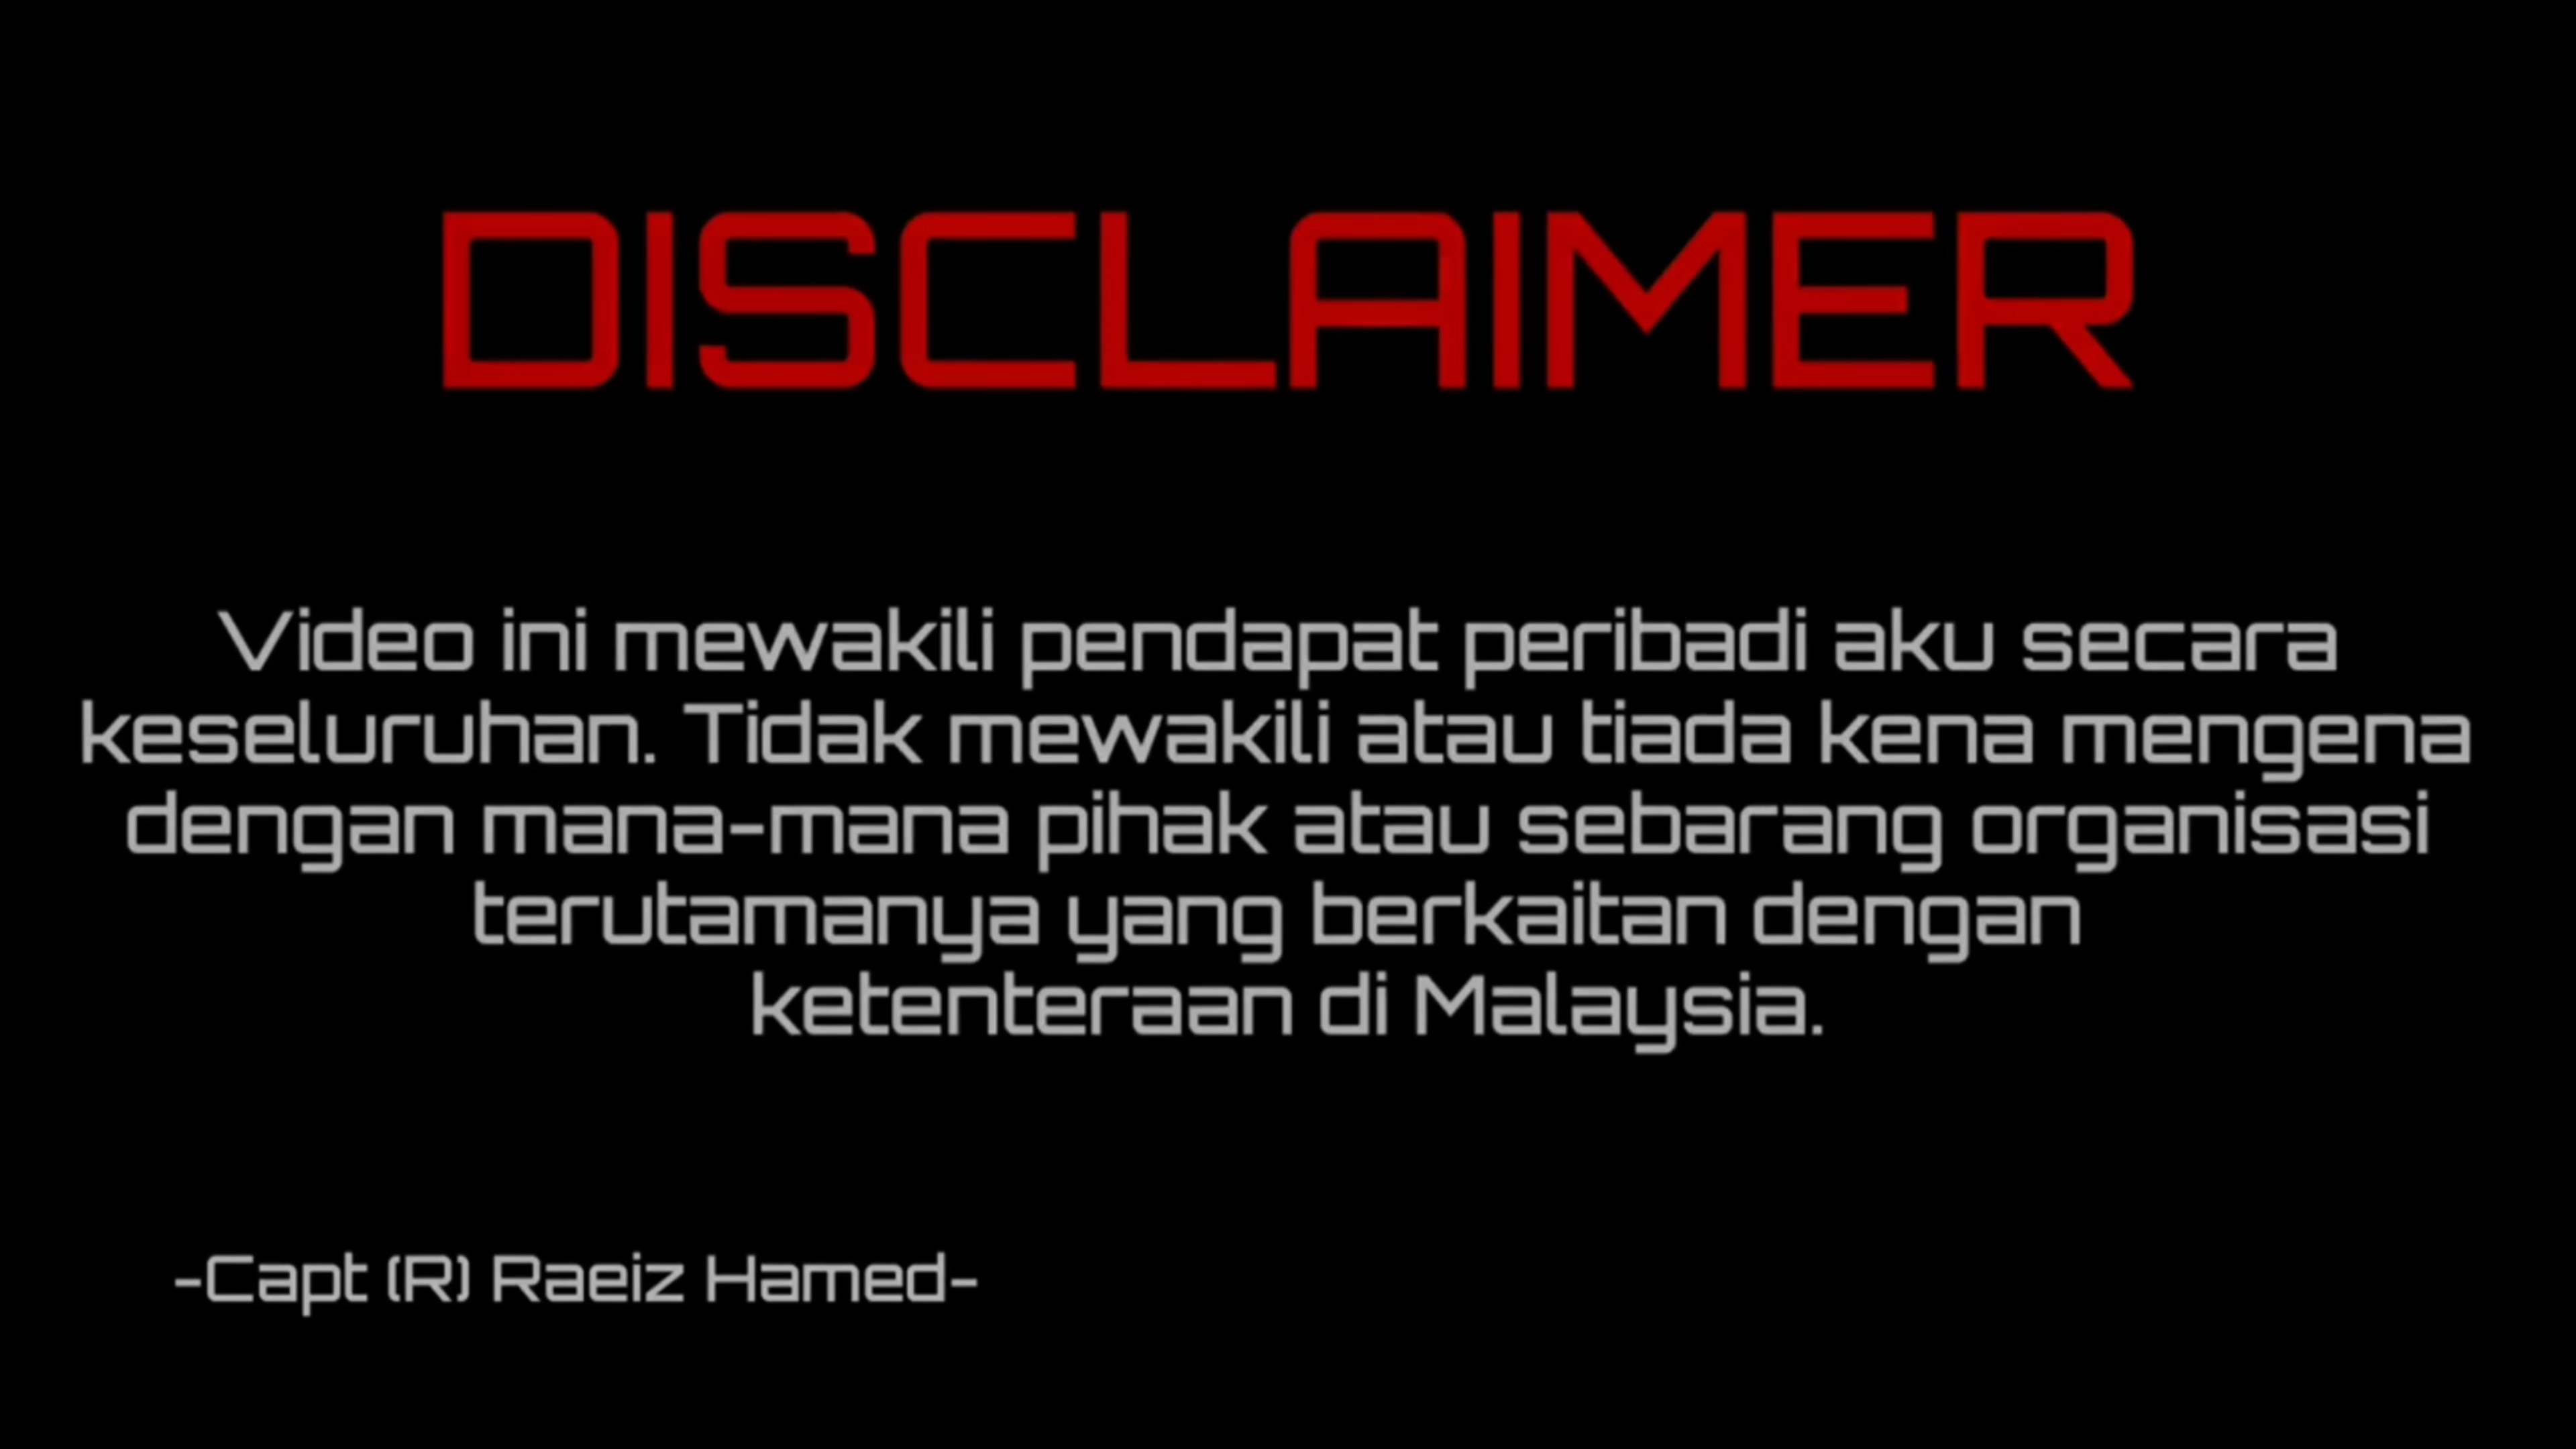 DISCLAIMER
Video ini mewakili pendapat peribadi aku secara
keseluruhan. Tidak mewakili atau tiada kena mengena
dengan mana-mana pihak atau sebarang organisasi
terutamanya yang berkaitan dengan
ketenteraan di Malaysia.
-Capt (R) Raeiz Hamed-